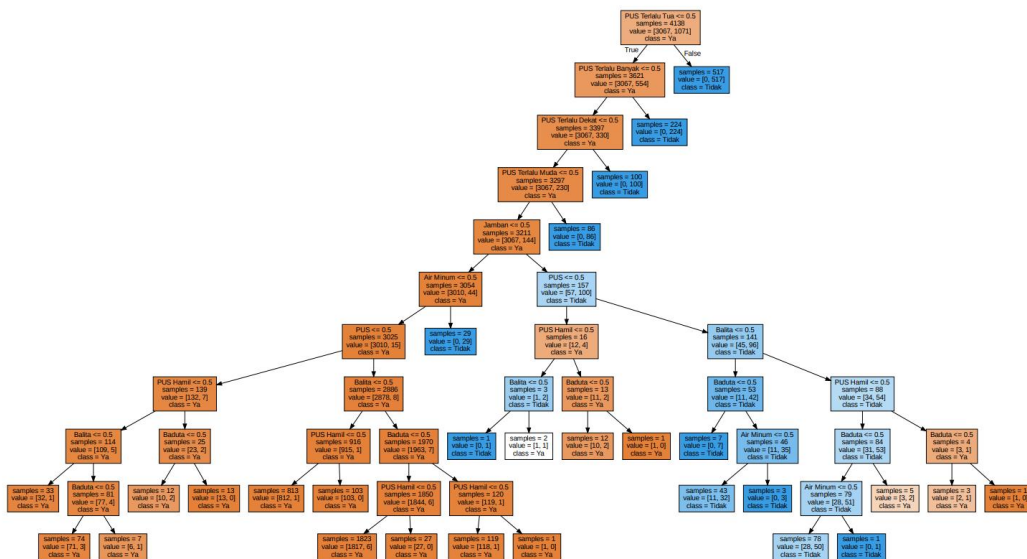 PUS Terlalu Tua <= 0.5
samples = 4138
value = [3067, 1071]
class = Ya
True
False
PUS Terlalu Banyak <= 0.5
samples = 3621
value = [3067, 554]
class = Ya
samples = 517
value = [0, 517]
class = Tidak
PUS Terlalu Dekat <= 0.5
samples = 3397
value = [3067, 330]
class = Ya
samples = 224
value = [0, 224]
class = Tidak
PUS Terlalu Muda <= 0.5
samples = 3297
value = [3067, 230]
class = Ya
samples = 100
value = [0, 100]
class = Tidak
Jamban <= 0.5
samples = 3211
value = [3067, 144]
class = Ya
samples = 86
value = [0, 86]
class = Tidak
Air Minum <= 0.5
samples = 3054
value = [3010, 44]
class = Ya
PUS <= 0.5
samples = 157
value = [57, 100]
class = Tidak
PUS <= 0.5
samples = 3025
value = [3010, 15]
class = Ya
samples = 29
value = [0, 29]
class = Tidak
PUS Hamil <= 0.5
samples = 16
value = [12, 4]
class = Ya
Balita <= 0.5
samples = 141
value = [45, 96]
class = Tidak
PUS Hamil <= 0.5
samples = 139
value = [132, 7]
class = Ya
Balita <= 0.5
samples = 2886
value = [2878, 8]
class = Ya
Balita <= 0.5
samples = 3
value = [1, 2]
class = Tidak
Baduta <= 0.5
samples = 13
value = [11, 2]
class = Ya
Baduta <= 0.5
samples = 53
value = [11, 42]
class = Tidak
PUS Hamil <= 0.5
samples = 88
value = [34, 54]
class = Tidak
Balita <= 0.5
samples = 114
value = [109, 5]
class = Ya
Baduta <= 0.5
samples = 25
value = [23, 2]
class = Ya
PUS Hamil <= 0.5
samples = 916
value = [915, 1]
class = Ya
Baduta <= 0.5
samples = 1970
value = [1963, 7]
class = Ya
samples = 1
value = [0, 1]
class = Tidak
samples = 2
value = [1, 1]
class = Ya
samples = 12
value = [10, 2]
class = Ya
samples = 1
value = [1, 0]
class = Ya
samples = 7
value = [0, 7]
class = Tidak
Air Minum <= 0.5
samples = 46
value = [11, 35]
class = Tidak
Baduta <= 0.5
samples = 84
value = [31, 53]
class = Tidak
Baduta <= 0.5
samples = 4
value = [3, 1]
class = Ya
samples = 33
value = [32, 1]
class = Ya
Baduta <= 0.5
samples = 81
value = [77, 4]
class = Ya
samples = 12
value = [10, 2]
class = Ya
samples = 13
value = [13, 0]
class = Ya
samples = 813
value = [812, 1]
class = Ya
samples = 103
value = [103, 0]
class = Ya
PUS Hamil <= 0.5
samples = 1850
value = [1844, 6]
class = Ya
PUS Hamil <= 0.5
samples = 120
value = [119, 1]
class = Ya
samples = 43
value = [11, 32]
class = Tidak
samples = 3
value = [0, 3]
class = Tidak
Air Minum <= 0.5
samples = 79
value = [28, 51]
class = Tidak
samples = 5
value = [3, 2]
class = Ya
samples = 3
value = [2, 1]
class = Ya
samples = 1
value = [1, 0]
class = Ya
samples = 74
value = [71, 3]
class = Ya
samples = 7
value = [6, 1]
class = Ya
samples = 1823
value = [1817, 6]
class = Ya
samples = 27
value = [27, 0]
class = Ya
samples = 119
value = [118, 1]
class = Ya
samples = 1
value = [1, 0]
class = Ya
samples = 78
value = [28, 50]
class = Tidak
samples = 1
value = [0, 1]
class = Tidak